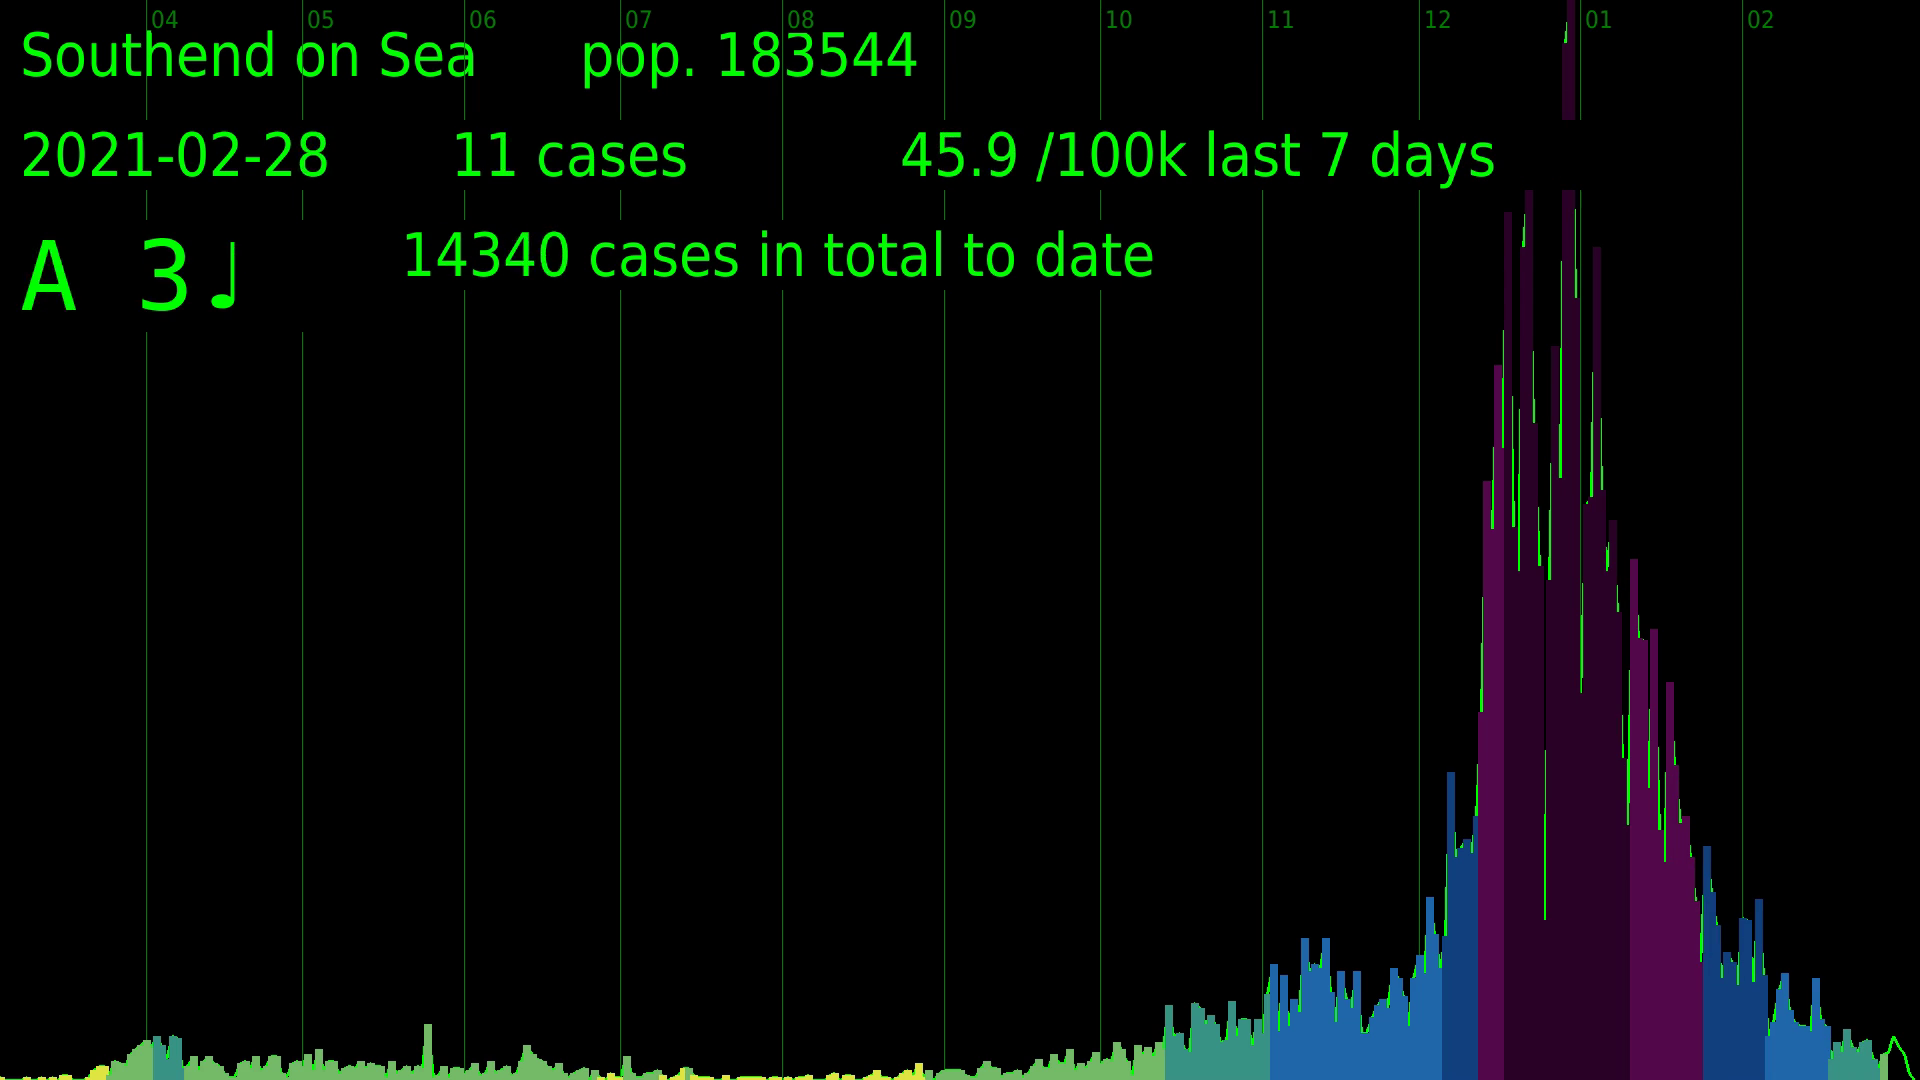 04 05 06 07 08 09 10 11 12 01 02
Southend on Sea pop. 183544
2021-02-28 11 cases 45.9 /100k last 7 days
A 3♩ 14340 cases in total to date